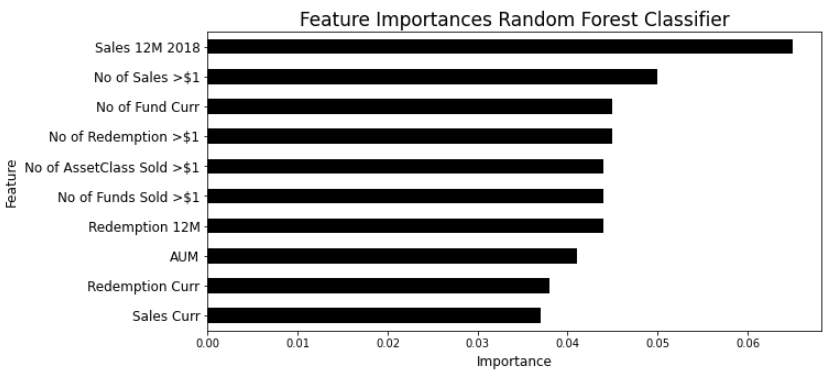 Feature Importances Random Forest Classifier
Sales 12M 2018
No of Sales >$1
No of Fund Curr
No of Redemption >$1
No of AssetClass Sold >$1
No of Funds Sold >$1
Redemption 12M
AUM
Redemption Curr
Sales Curr
Feature
0.00 0.01 0.02 0.03 0.04 0.05 0.06
Importance